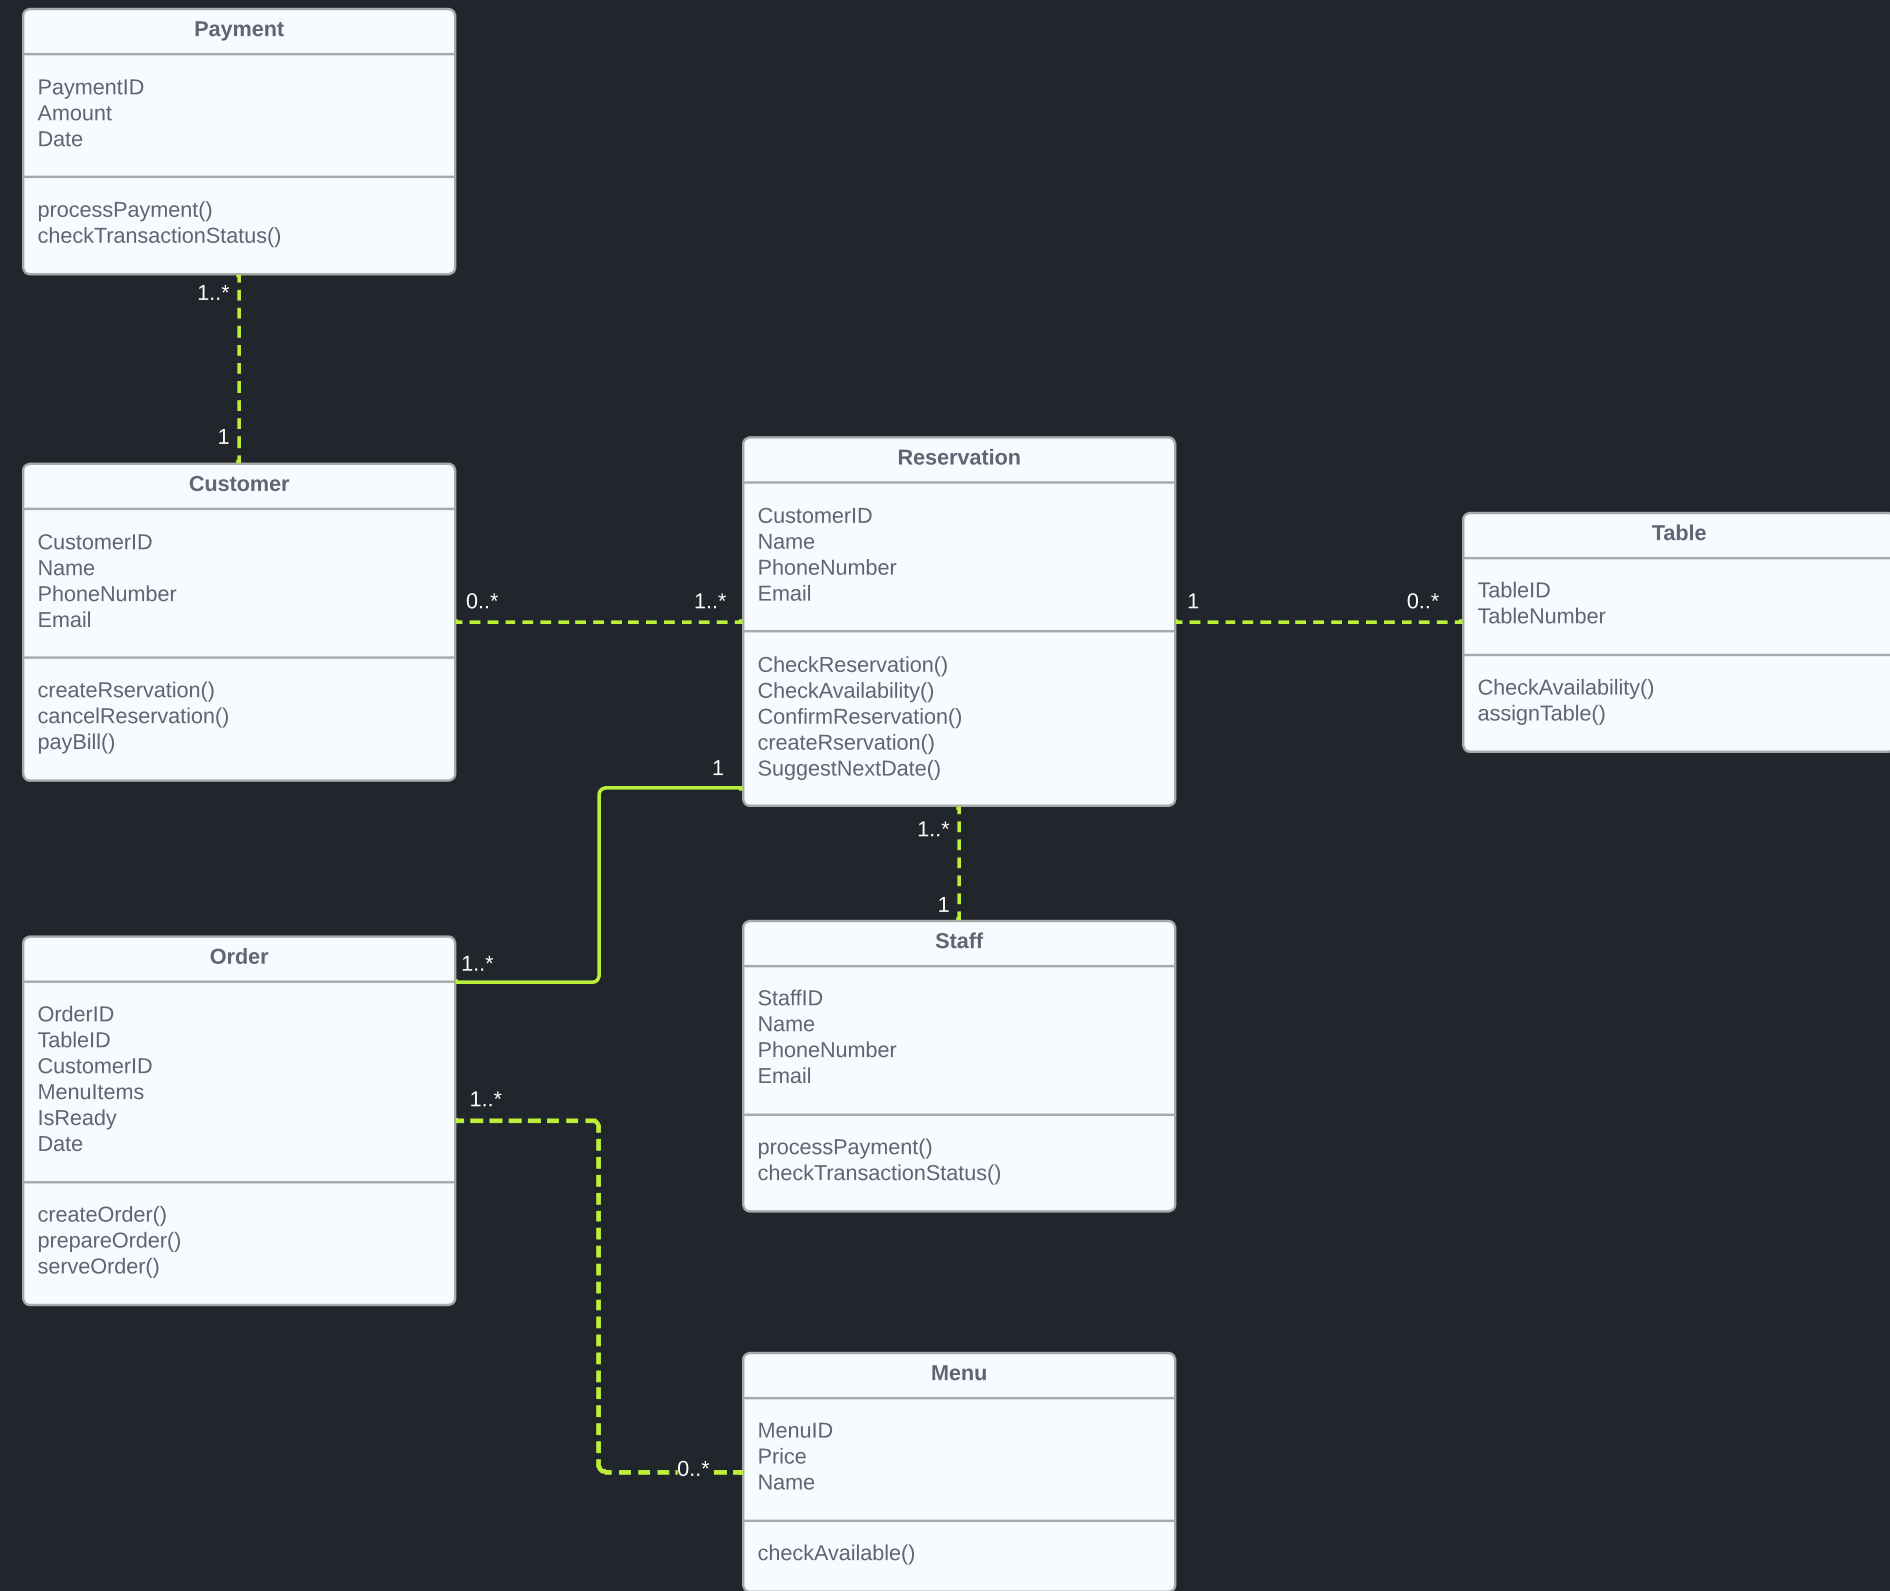 Payment
PaymentID
Amount
Date
processPayment()
checkTransactionStatus()
1..*
1
Customer
CustomerID
Name
PhoneNumber
Email
createRservation()
cancelReservation()
payBill()
0..*
1..*
Reservation
CustomerID
Name
PhoneNumber
Email
CheckReservation()
CheckAvailability()
ConfirmReservation()
createRservation()
SuggestNextDate()
1
0..*
Table
TableID
TableNumber
CheckAvailability()
assignTable()
1
1..*
1..*
1
Order
OrderID
TableID
CustomerID
MenuItems
IsReady
Date
createOrder()
prepareOrder()
serveOrder()
Staff
StaffID
Name
PhoneNumber
Email
processPayment()
checkTransactionStatus()
1..*
0..*
Menu
MenuID
Price
Name
checkAvailable()